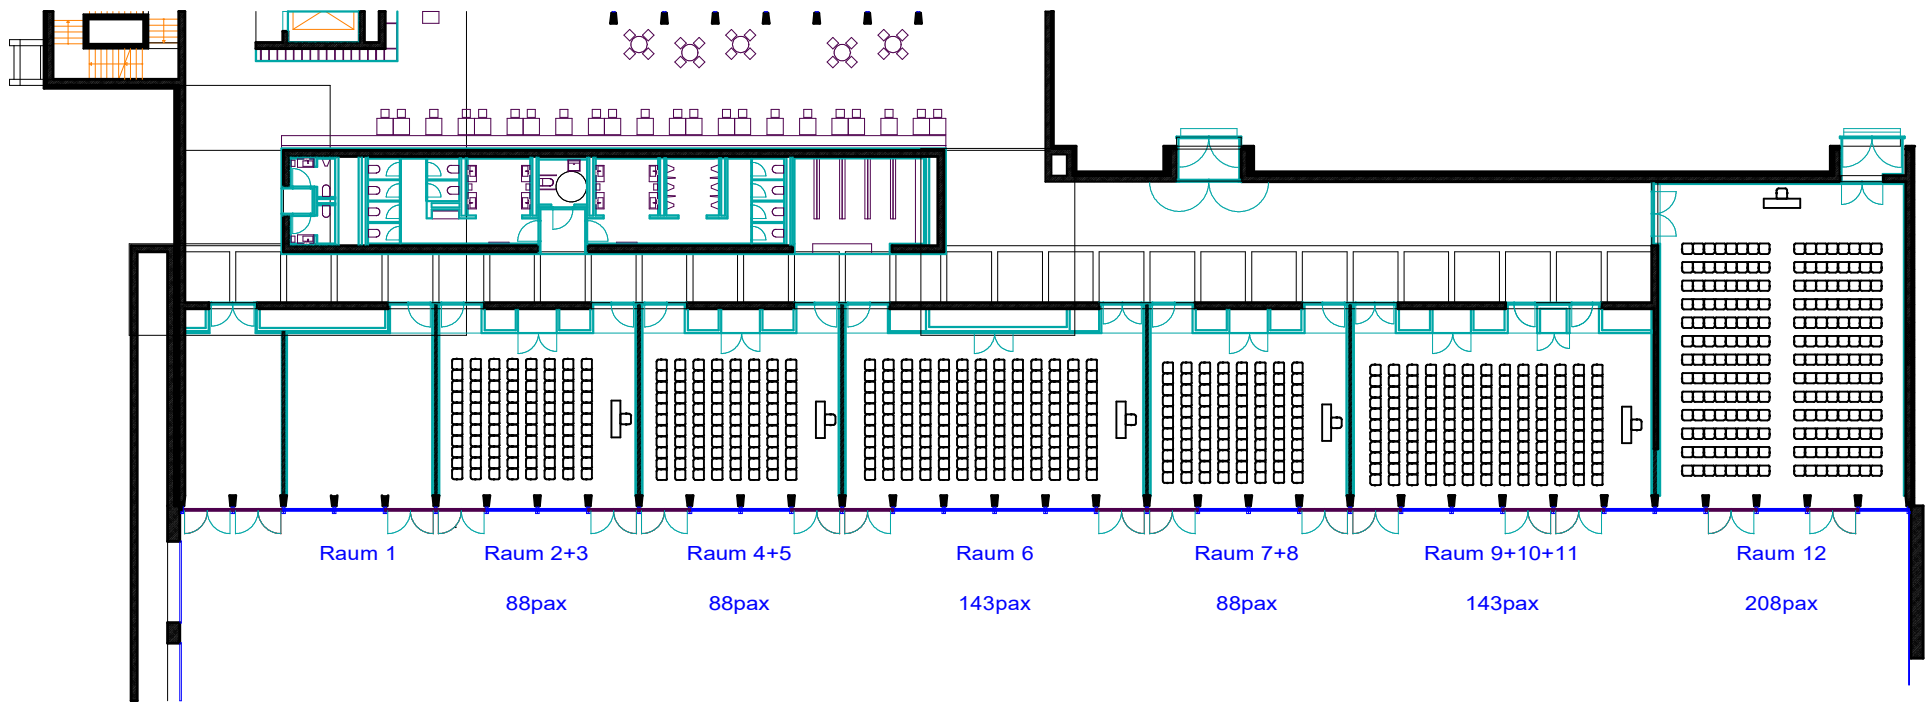 Raum 1
Raum 2+3
Raum 4+5
Raum 6
Raum 7+8
Raum 9+10+11
Raum 12
88pax
88pax
143pax
88pax
143pax
208pax